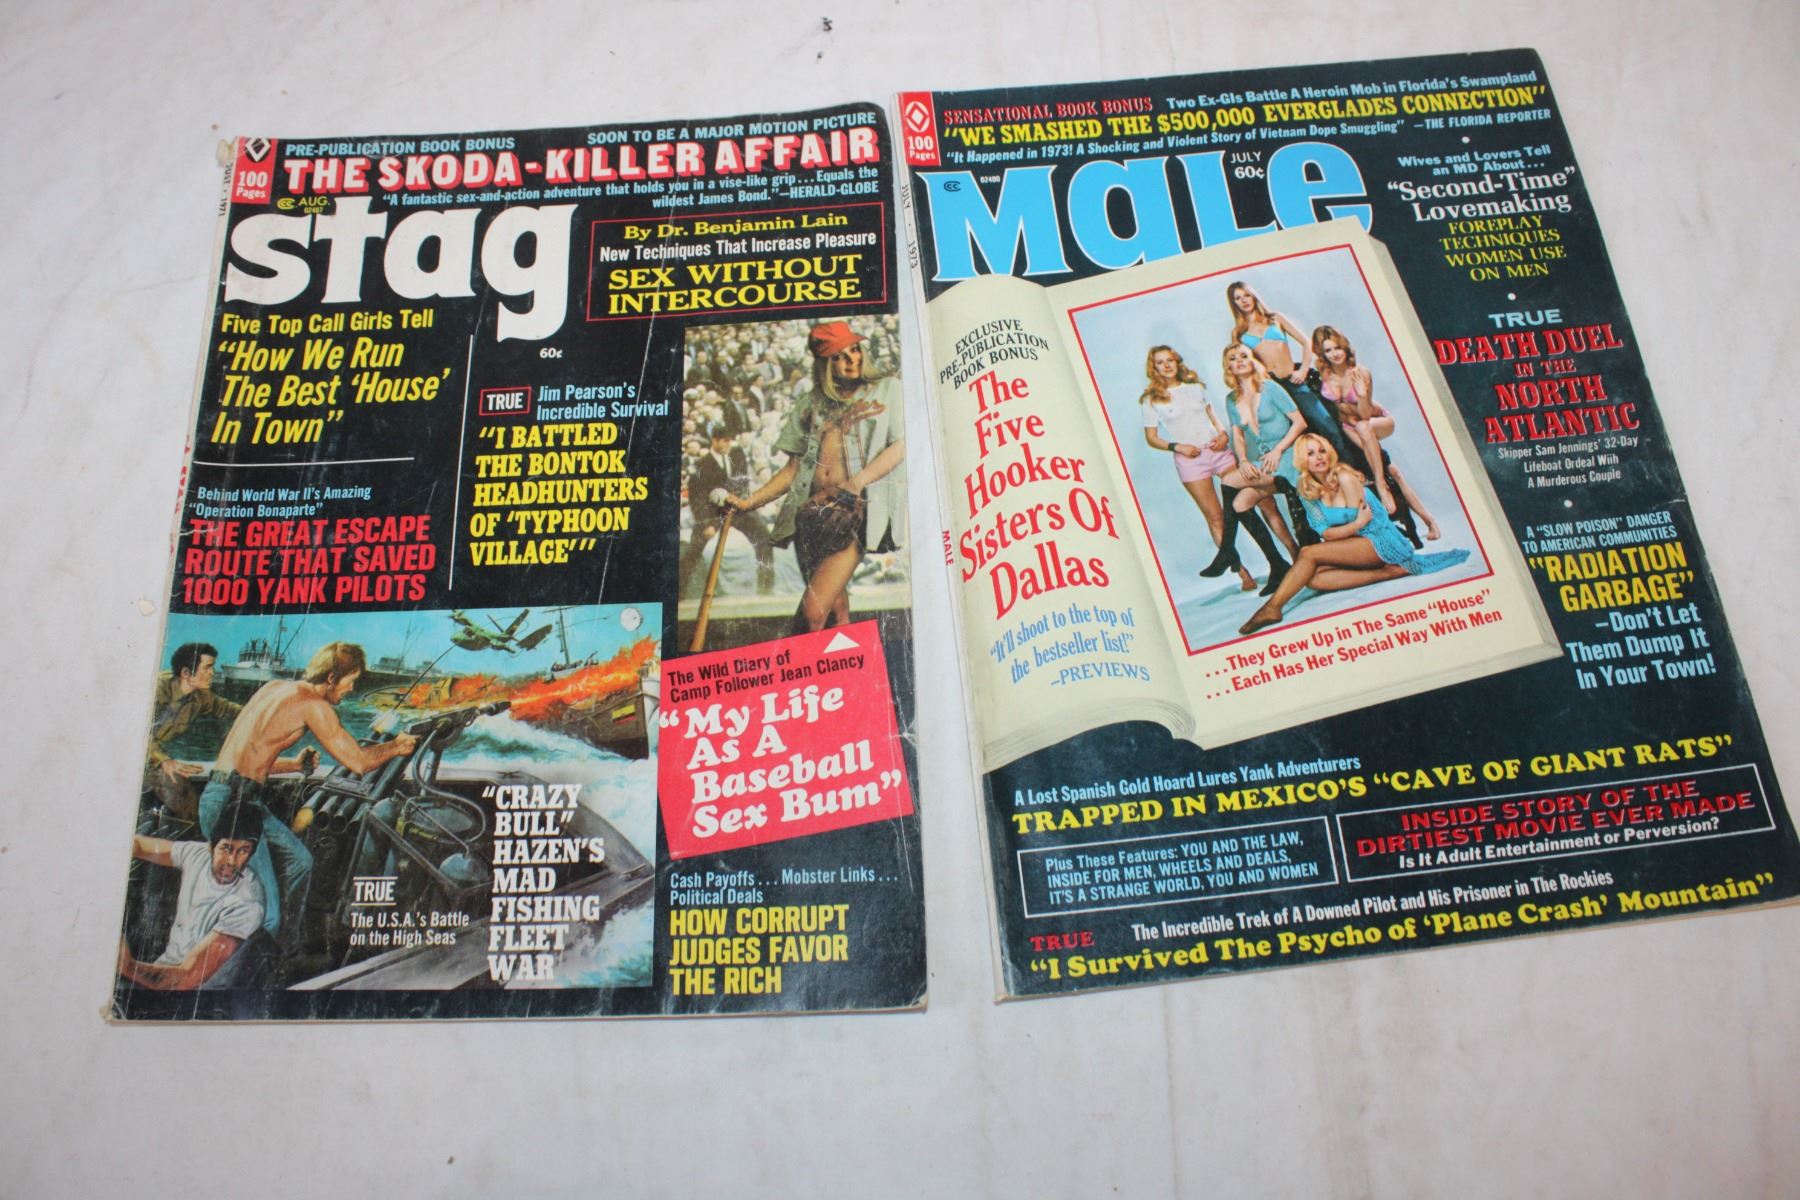 PRE-PUBLICATION BOOK BONUS
SOON TO BE A MAJOR MOTION PICTURE
THE SKODA-KILLER AFFAIR
"A fantastic sex-and-action adventure that holds you in a vise-like grip...Equals the
wildest James Bond."—HERALD-GLOBE
100
Pages
CC AUG.
02487
stag
60¢
By Dr. Benjamin Lain
New Techniques That Increase Pleasure
SEX WITHOUT
INTERCOURSE
Five Top Call Girls Tell
"How We Run
The Best 'House'
In Town"
TRUE
Jim Pearson's
Incredible Survival
"I BATTLED
THE BONTOK
HEADHUNTERS
OF 'TYPHOON
VILLAGE'"
Behind World War II's Amazing
"Operation Bonaparte"
THE GREAT ESCAPE
ROUTE THAT SAVED
1000 YANK PILOTS
The Wild Diary of
Camp Follower Jean Clancy
"My Life
As A
Baseball
Sex Bum"
"CRAZY
BULL"
HAZEN'S
MAD
FISHING
FLEET
WAR
TRUE
The U.S.A.'s Battle
on the High Seas
Cash Payoffs... Mobster Links...
Political Deals
HOW CORRUPT
JUDGES FAVOR
THE RICH
SENSATIONAL BOOK BONUS
Two Ex-GIs Battle A Heroin Mob in Florida's Swampland
"WE SMASHED THE $500,000 EVERGLADES CONNECTION"
"It Happened in 1973! A Shocking and Violent Story of Vietnam Dope Smuggling" —THE FLORIDA REPORTER
100
Pages
CC
02480
JULY
60¢
Male
JULY • 1973
MALE
Wives and Lovers Tell
an MD About...
"Second-Time"
Lovemaking
FOREPLAY
TECHNIQUES
WOMEN USE
ON MEN
TRUE
DEATH DUEL
IN THE
NORTH
ATLANTIC
Skipper Sam Jennings' 32-Day
Lifeboat Ordeal With
A Murderous Couple
A "SLOW POISON" DANGER
TO AMERICAN COMMUNITIES
"RADIATION
GARBAGE"
—Don't Let
Them Dump It
In Your Town!
EXCLUSIVE
PRE-PUBLICATION
BOOK BONUS
The
Five
Hooker
Sisters Of
Dallas
"It'll shoot to the top of
the bestseller list!"
—PREVIEWS
...They Grew Up in The Same "House"
...Each Has Her Special Way With Men
A Lost Spanish Gold Hoard Lures Yank Adventurers
TRAPPED IN MEXICO'S "CAVE OF GIANT RATS"
Plus These Features: YOU AND THE LAW,
INSIDE FOR MEN, WHEELS AND DEALS,
IT'S A STRANGE WORLD, YOU AND WOMEN
INSIDE STORY OF THE
DIRTIEST MOVIE EVER MADE
Is It Adult Entertainment or Perversion?
TRUE
The Incredible Trek of A Downed Pilot and His Prisoner in The Rockies
"I Survived The Psycho of 'Plane Crash' Mountain"